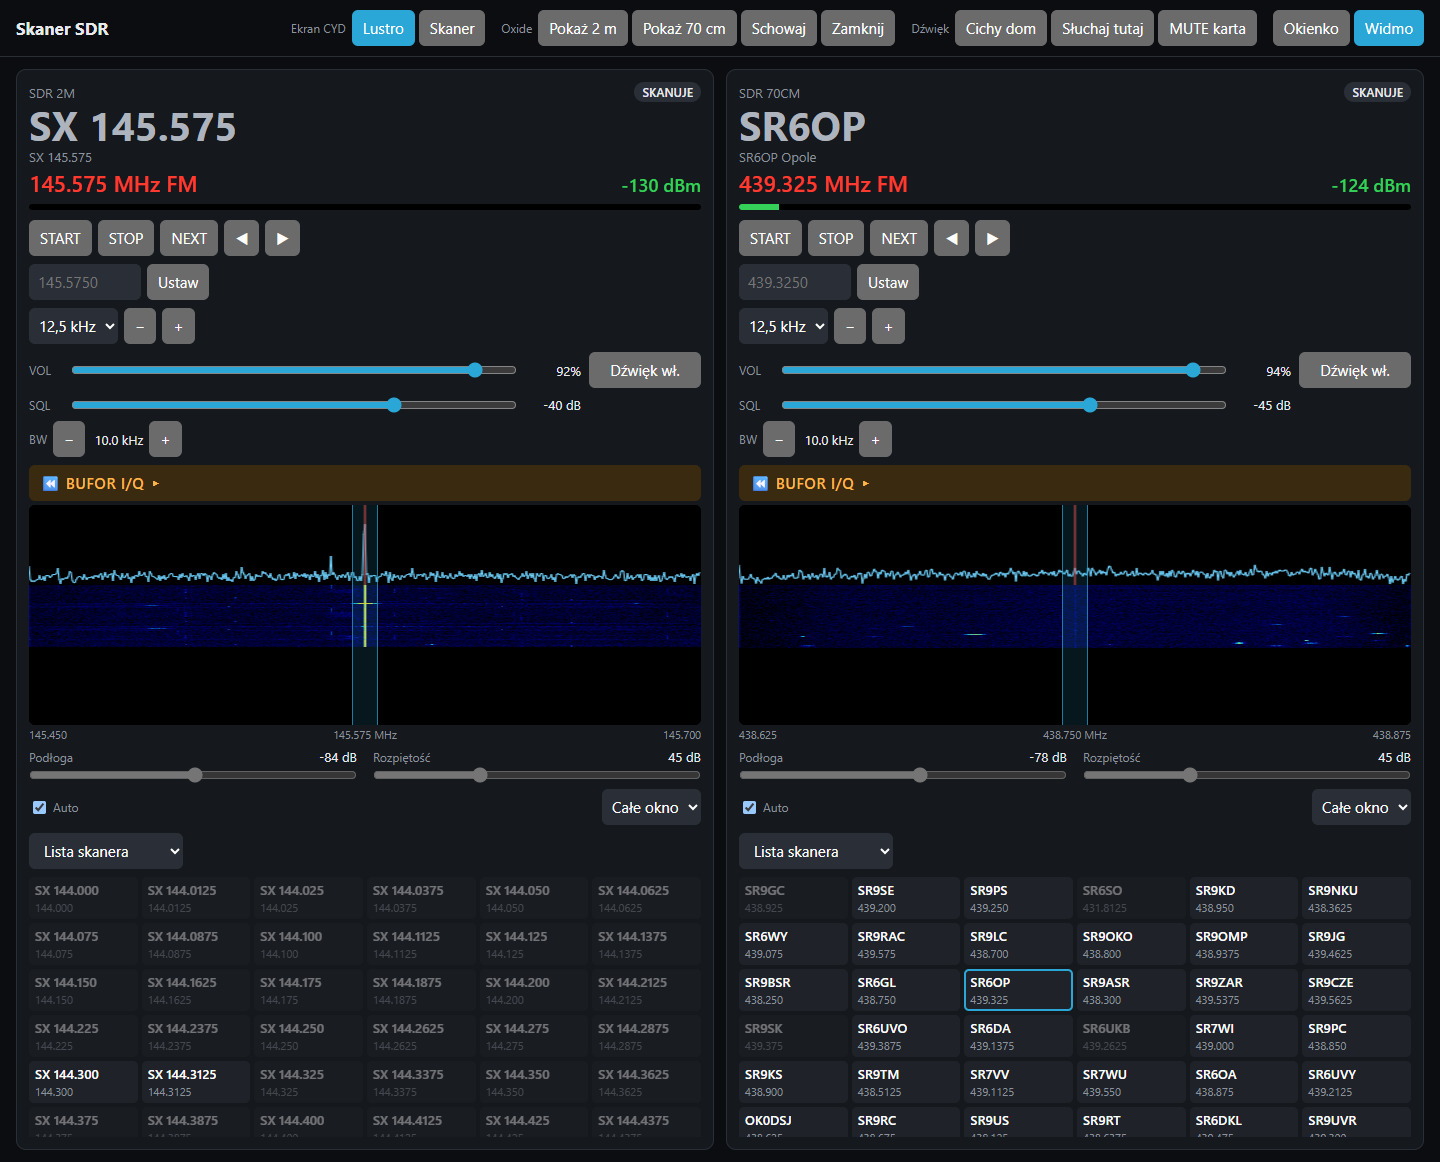 Skaner SDR
Ekran CYD Lustro Skaner Oxide Pokaż 2 m Pokaż 70 cm Schowaj Zamknij Dźwięk Cichy dom Słuchaj tutaj MUTE karta Okienko Widmo
SDR 2M SKANUJE
SX 145.575
SX 145.575
145.575 MHz FM -130 dBm
START STOP NEXT ◀ ▶
145.5750 Ustaw
12,5 kHz − +
VOL 92% Dźwięk wł.
SQL -40 dB
BW − 10.0 kHz +
⏪ BUFOR I/Q ▸
145.450 145.575 MHz 145.700
Podłoga -84 dB Rozpiętość 45 dB
Auto Całe okno
Lista skanera
SX 144.000 SX 144.0125 SX 144.025 SX 144.0375 SX 144.050 SX 144.0625
144.000 144.0125 144.025 144.0375 144.050 144.0625
SX 144.075 SX 144.0875 SX 144.100 SX 144.1125 SX 144.125 SX 144.1375
144.075 144.0875 144.100 144.1125 144.125 144.1375
SX 144.150 SX 144.1625 SX 144.175 SX 144.1875 SX 144.200 SX 144.2125
144.150 144.1625 144.175 144.1875 144.200 144.2125
SX 144.225 SX 144.2375 SX 144.250 SX 144.2625 SX 144.275 SX 144.2875
144.225 144.2375 144.250 144.2625 144.275 144.2875
SX 144.300 SX 144.3125 SX 144.325 SX 144.3375 SX 144.350 SX 144.3625
144.300 144.3125 144.325 144.3375 144.350 144.3625
SX 144.375 SX 144.3875 SX 144.400 SX 144.4125 SX 144.425 SX 144.4375
SDR 70CM SKANUJE
SR6OP
SR6OP Opole
439.325 MHz FM -124 dBm
START STOP NEXT ◀ ▶
439.3250 Ustaw
12,5 kHz − +
VOL 94% Dźwięk wł.
SQL -45 dB
BW − 10.0 kHz +
⏪ BUFOR I/Q ▸
438.625 438.750 MHz 438.875
Podłoga -78 dB Rozpiętość 45 dB
Auto Całe okno
Lista skanera
SR9GC SR9SE SR9PS SR6SO SR9KD SR9NKU
438.925 439.200 439.250 431.8125 438.950 438.3625
SR6WY SR9RAC SR9LC SR9OKO SR9OMP SR9JG
439.075 439.575 438.700 438.800 438.9375 439.4625
SR9BSR SR6GL SR6OP SR9ASR SR9ZAR SR9CZE
438.250 438.750 439.325 438.300 439.5375 439.5625
SR9SK SR6UVO SR6DA SR6UKB SR7WI SR9PC
439.375 439.3875 439.1375 439.2625 439.000 438.850
SR9KS SR9TM SR7VV SR7WU SR6OA SR6UVY
438.900 438.5125 439.1125 439.550 438.875 439.2125
OK0DSJ SR9RC SR9US SR9RT SR6DKL SR9UVR